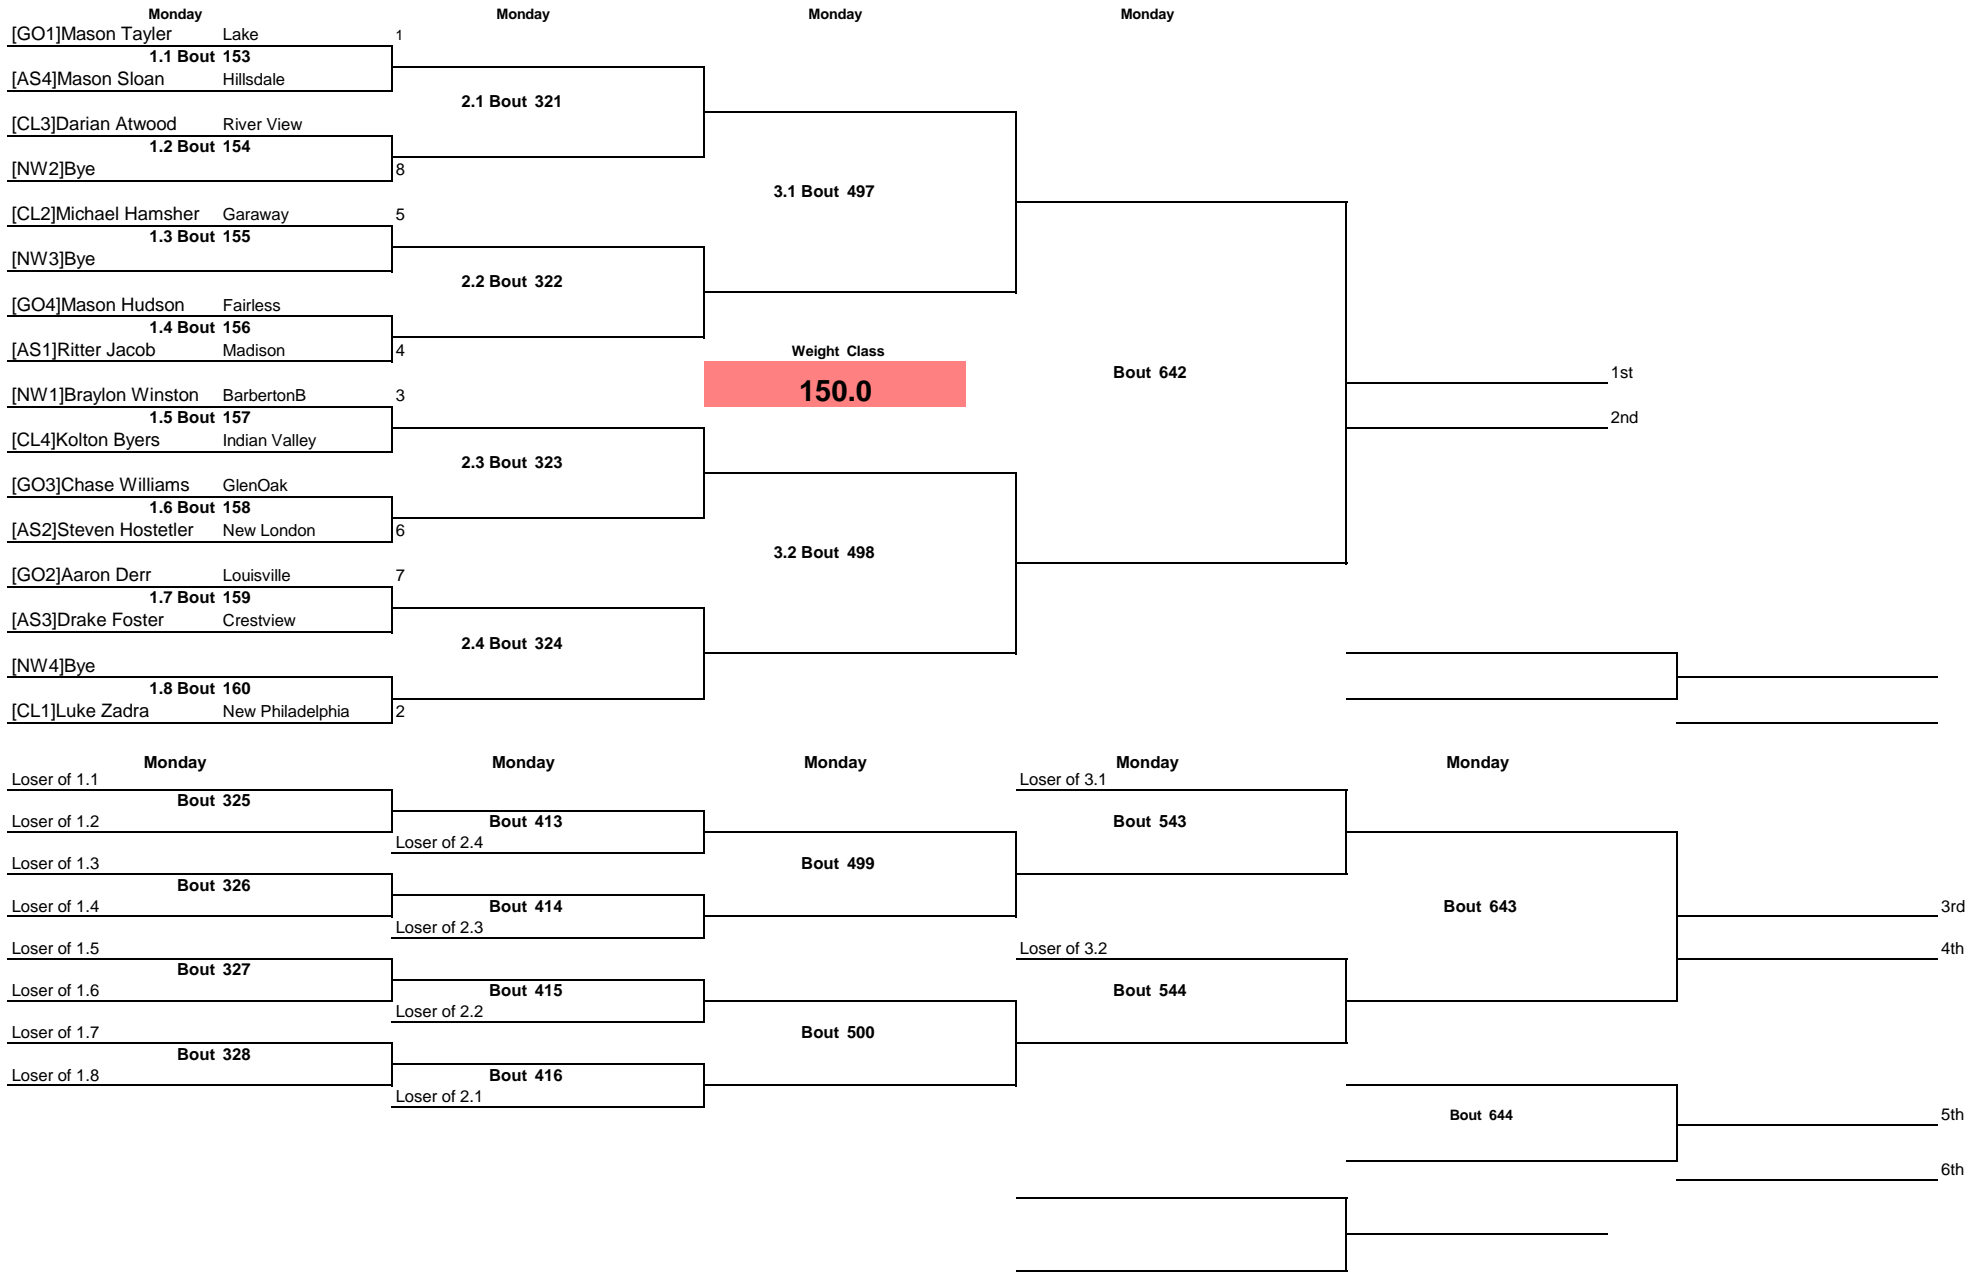 Monday Monday Monday Monday
[GO1]Mason Tayler Lake 1
1.1 Bout 153
[AS4]Mason Sloan Hillsdale
2.1 Bout 321
[CL3]Darian Atwood River View
1.2 Bout 154
[NW2]Bye 8
3.1 Bout 497
[CL2]Michael Hamsher Garaway 5
1.3 Bout 155
[NW3]Bye
2.2 Bout 322
[GO4]Mason Hudson Fairless
1.4 Bout 156
[AS1]Ritter Jacob Madison 4
Weight Class
Bout 642
1st
150.0
[NW1]Braylon Winston BarbertonB 3
1.5 Bout 157
2nd
[CL4]Kolton Byers Indian Valley
2.3 Bout 323
[GO3]Chase Williams GlenOak
1.6 Bout 158
[AS2]Steven Hostetler New London 6
3.2 Bout 498
[GO2]Aaron Derr Louisville 7
1.7 Bout 159
[AS3]Drake Foster Crestview
2.4 Bout 324
[NW4]Bye
1.8 Bout 160
[CL1]Luke Zadra New Philadelphia 2
Monday Monday Monday Monday Monday
Loser of 1.1 Loser of 3.1
Bout 325
Loser of 1.2 Bout 413 Bout 543
Loser of 2.4
Loser of 1.3 Bout 499
Bout 326
Loser of 1.4 Bout 414 Bout 643 3rd
Loser of 2.3
Loser of 1.5 Loser of 3.2 4th
Bout 327
Loser of 1.6 Bout 415 Bout 544
Loser of 2.2
Loser of 1.7 Bout 500
Bout 328
Loser of 1.8 Bout 416
Loser of 2.1
Bout 644 5th
6th